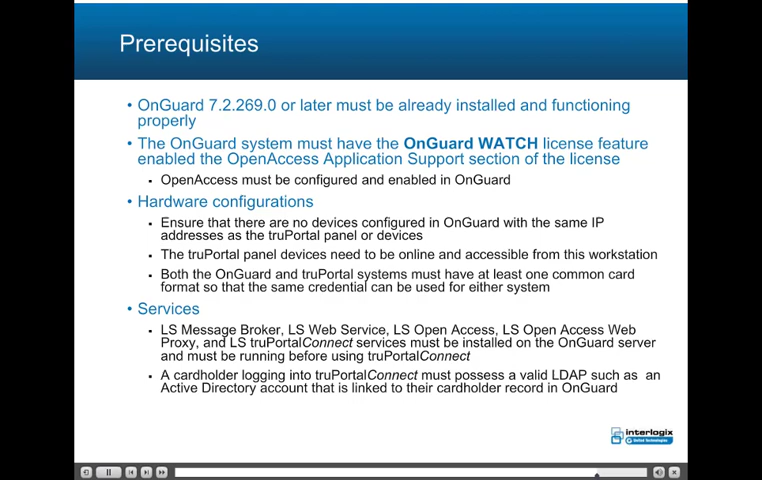 Prerequisites
• OnGuard 7.2.269.0 or later must be already installed and functioning
properly
• The OnGuard system must have the OnGuard WATCH license feature
enabled the OpenAccess Application Support section of the license
▪ OpenAccess must be configured and enabled in OnGuard
• Hardware configurations
▪ Ensure that there are no devices configured in OnGuard with the same IP
addresses as the truPortal panel or devices
▪ The truPortal panel devices need to be online and accessible from this workstation
▪ Both the OnGuard and truPortal systems must have at least one common card
format so that the same credential can be used for either system
• Services
▪ LS Message Broker, LS Web Service, LS Open Access, LS Open Access Web
Proxy, and LS truPortalConnect services must be installed on the OnGuard server
and must be running before using truPortalConnect
▪ A cardholder logging into truPortalConnect must possess a valid LDAP such as an
Active Directory account that is linked to their cardholder record in OnGuard
interlogix
United Technologies